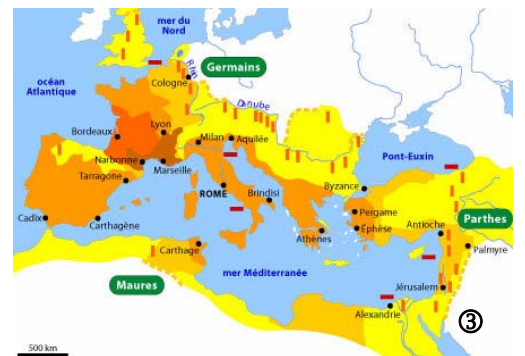 mer du
Nord
océan
Atlantique
Germains
Rhin
Cologne
Danube
Bordeaux
Lyon
Milan
Aquilée
Narbonne
Marseille
Tarragone
ROME
Brindisi
Pont-Euxin
Byzance
Pergame
Éphèse
Athènes
Antioche
Parthes
Palmyre
Cadix
Carthagène
Carthage
Maures
mer Méditerranée
Jérusalem
Alexandrie
③
500 km